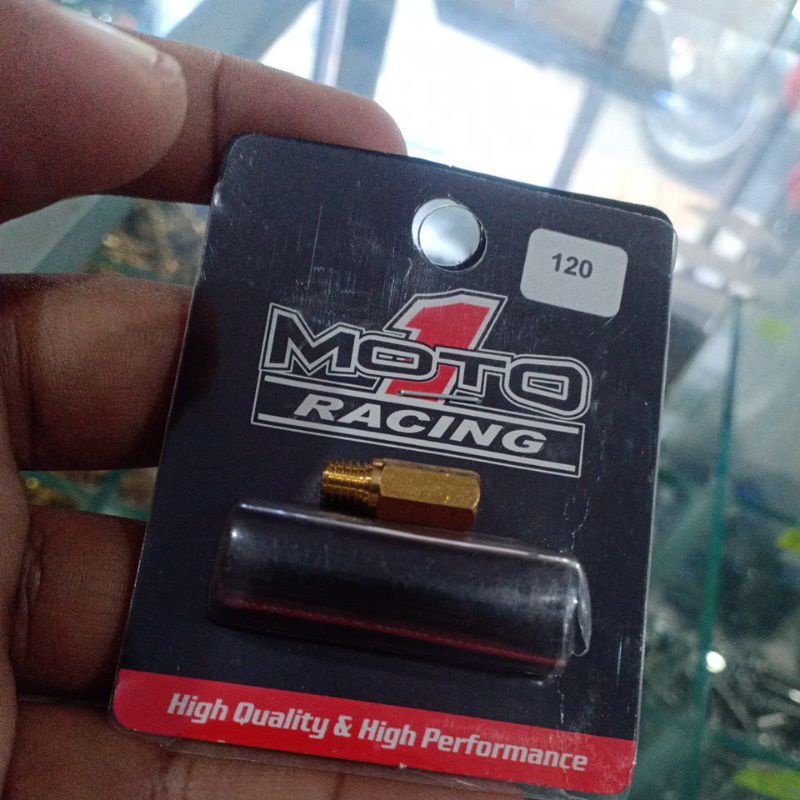 120
MOTO 1
RACING
High Quality & High Performance